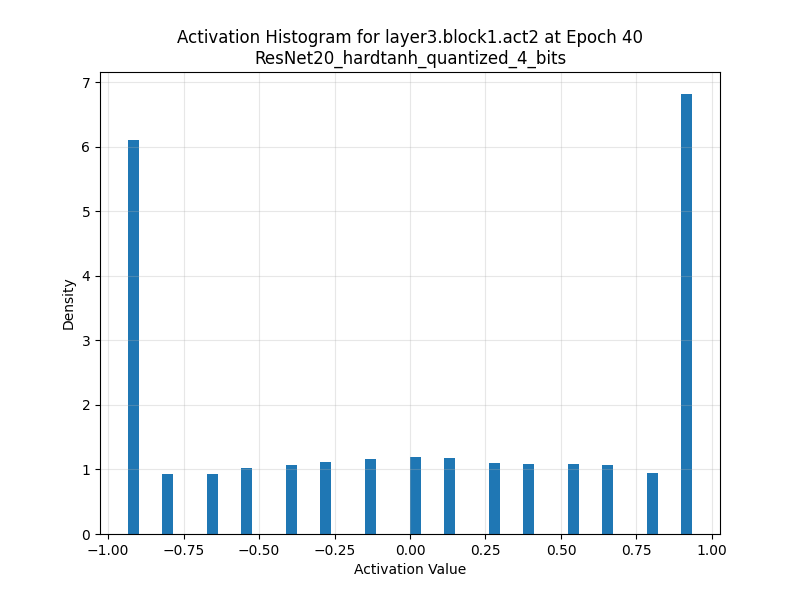 Activation Histogram for layer3.block1.act2 at Epoch 40
ResNet20_hardtanh_quantized_4_bits
7
6
5
4
3
2
1
0
Density
−1.00 −0.75 −0.50 −0.25 0.00 0.25 0.50 0.75 1.00
Activation Value